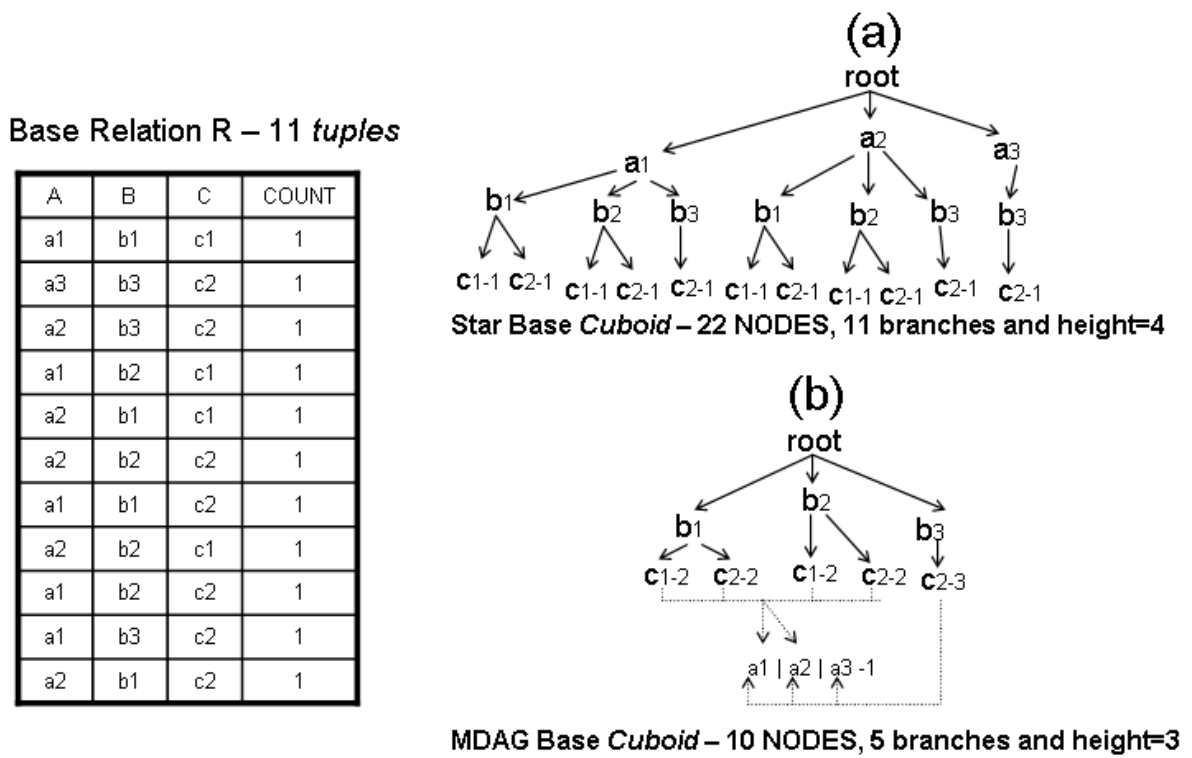 Base Relation R – 11 tuples
A B C COUNT
a1 b1 c1 1
a3 b3 c2 1
a2 b3 c2 1
a1 b2 c1 1
a2 b1 c1 1
a2 b2 c2 1
a1 b1 c2 1
a2 b2 c1 1
a1 b2 c2 1
a1 b3 c2 1
a2 b1 c2 1
(a)
root
a1 a2 a3
b1 b2 b3 b1 b2 b3 b3
c1-1 c2-1 c1-1 c2-1 c2-1 c1-1 c2-1 c1-1 c2-1 c2-1 c2-1
Star Base Cuboid – 22 NODES, 11 branches and height=4
(b)
root
b1 b2 b3
c1-2 c2-2 c1-2 c2-2 c2-3
a1 | a2 | a3 -1
MDAG Base Cuboid – 10 NODES, 5 branches and height=3